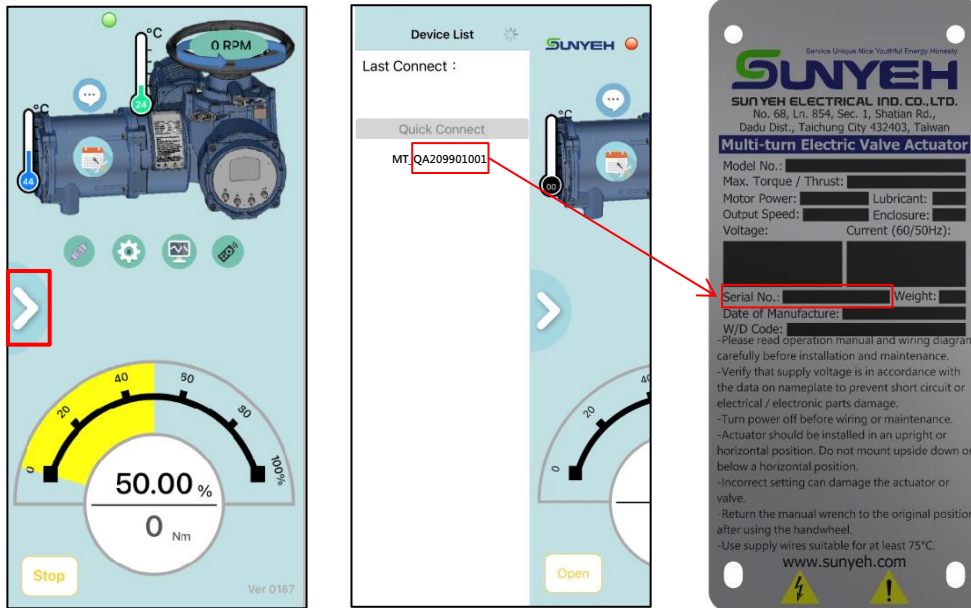 °C
0 RPM
°C
24
44
0
20
40
50
80
100%
50.00 %
0 Nm
Stop
Ver 0167
Device List
Last Connect :
Quick Connect
MT_QA209901001
SUNYEH
°C
00
0
20
40
Open
Service Unique Nice Youthful Energy Honesty
SUNYEH
SUN YEH ELECTRICAL IND. CO.,LTD.
No. 68, Ln. 854, Sec. 1, Shatian Rd.,
Dadu Dist., Taichung City 432403, Taiwan
Multi-turn Electric Valve Actuator
Model No.:
Max. Torque / Thrust:
Motor Power: Lubricant:
Output Speed: Enclosure:
Voltage: Current (60/50Hz):
Serial No.: Weight:
Date of Manufacture:
W/D Code:
-Please read operation manual and wiring diagram
carefully before installation and maintenance.
-Verify that supply voltage is in accordance with
the data on nameplate to prevent short circuit or
electrical / electronic parts damage.
-Turn power off before wiring or maintenance.
-Actuator should be installed in an upright or
horizontal position. Do not mount upside down or
below a horizontal position.
-Incorrect setting can damage the actuator or
valve.
-Return the manual wrench to the original position
after using the handwheel.
-Use supply wires suitable for at least 75°C.
www.sunyeh.com